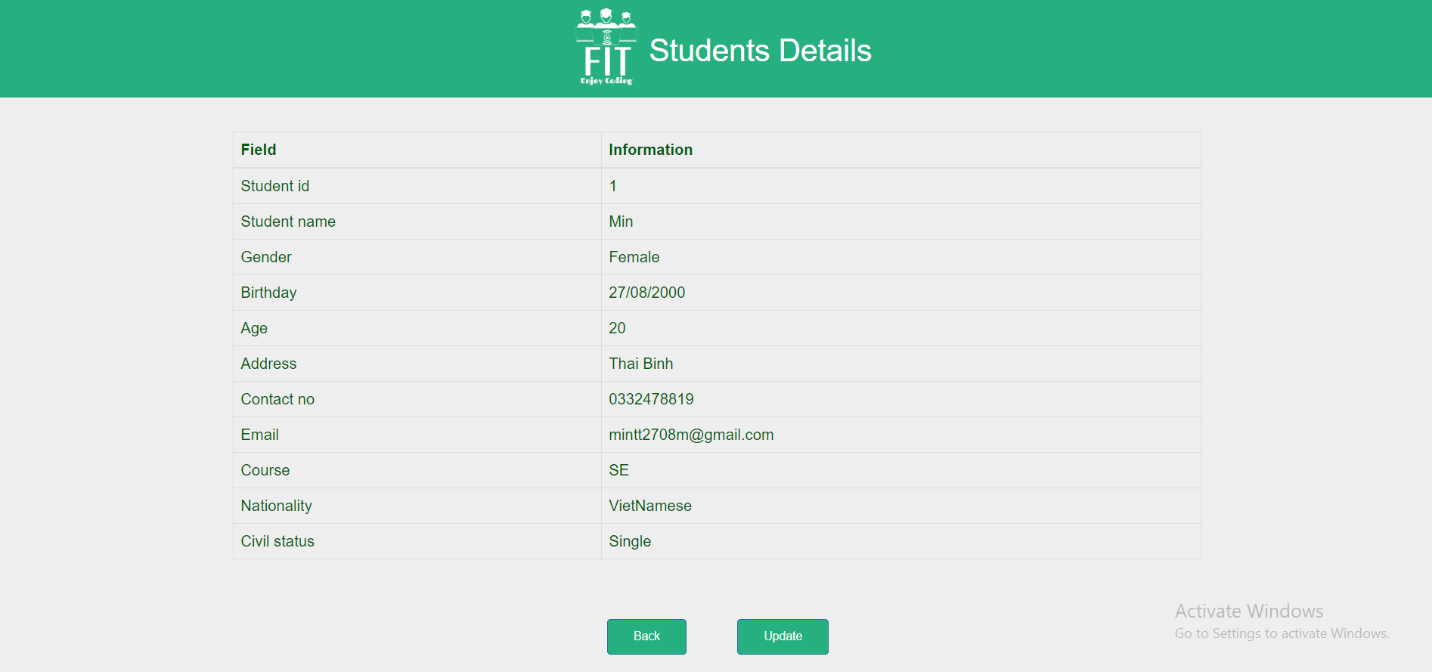 FIT
Enjoy Coding
Students Details
Field Information
Student id 1
Student name Min
Gender Female
Birthday 27/08/2000
Age 20
Address Thai Binh
Contact no 0332478819
Email mintt2708m@gmail.com
Course SE
Nationality VietNamese
Civil status Single
Back Update
Activate Windows
Go to Settings to activate Windows.